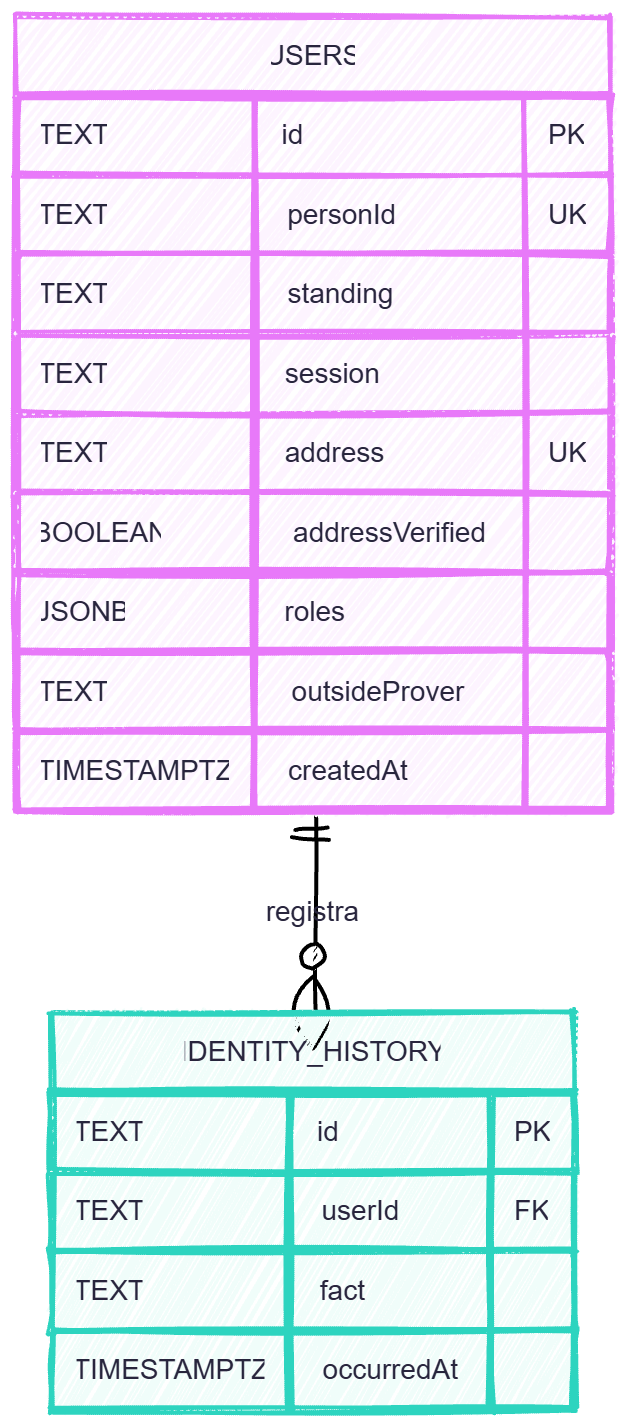 USERS
TEXT id PK
TEXT personId UK
TEXT standing
TEXT session
TEXT address UK
BOOLEAN addressVerified
JSONB roles
TEXT outsideProver
TIMESTAMPTZ createdAt
registra
IDENTITY_HISTORY
TEXT id PK
TEXT userId FK
TEXT fact
TIMESTAMPTZ occurredAt